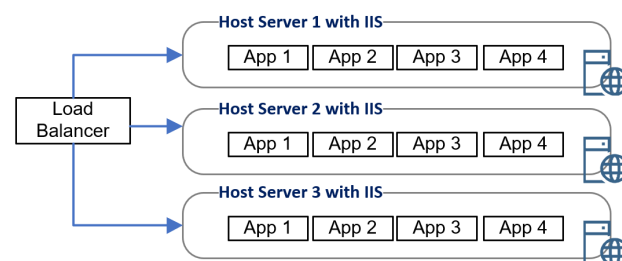 Host Server 1 with IIS
App 1 App 2 App 3 App 4
Load
Balancer
Host Server 2 with IIS
App 1 App 2 App 3 App 4
Host Server 3 with IIS
App 1 App 2 App 3 App 4